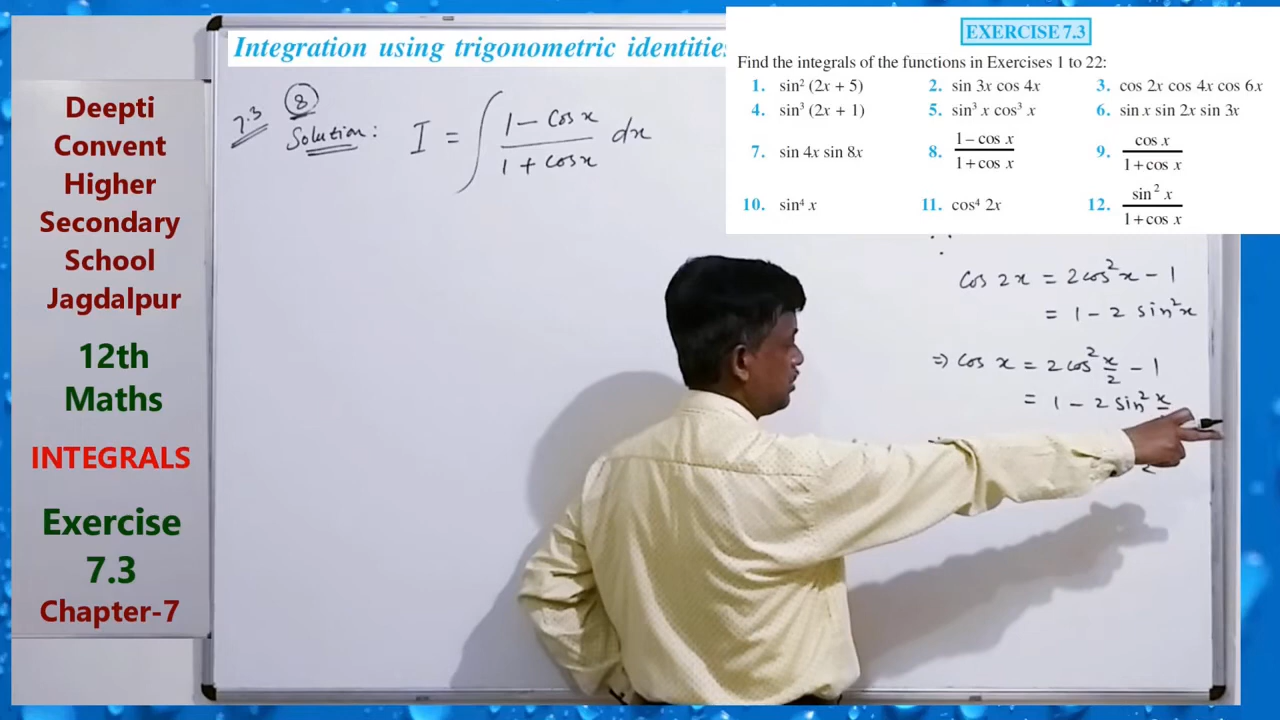 Deepti
Convent
Higher
Secondary
School
Jagdalpur
12th
Maths
INTEGRALS
Exercise
7.3
Chapter-7
Integration using trigonometric identities
7.3 8
Solution: I = ∫ (1 - cos x)/(1 + cos x) dx
EXERCISE 7.3
Find the integrals of the functions in Exercises 1 to 22:
1. sin² (2x + 5) 2. sin 3x cos 4x 3. cos 2x cos 4x cos 6x
4. sin³ (2x + 1) 5. sin³ x cos³ x 6. sin x sin 2x sin 3x
7. sin 4x sin 8x 8. (1 – cos x)/(1 + cos x) 9. cos x/(1 + cos x)
10. sin⁴ x 11. cos⁴ 2x 12. sin² x/(1 + cos x)
cos 2x = 2cos²x - 1
= 1 - 2 sin²x
⇒ cos x = 2 cos² x/2 - 1
= 1 - 2 sin² x